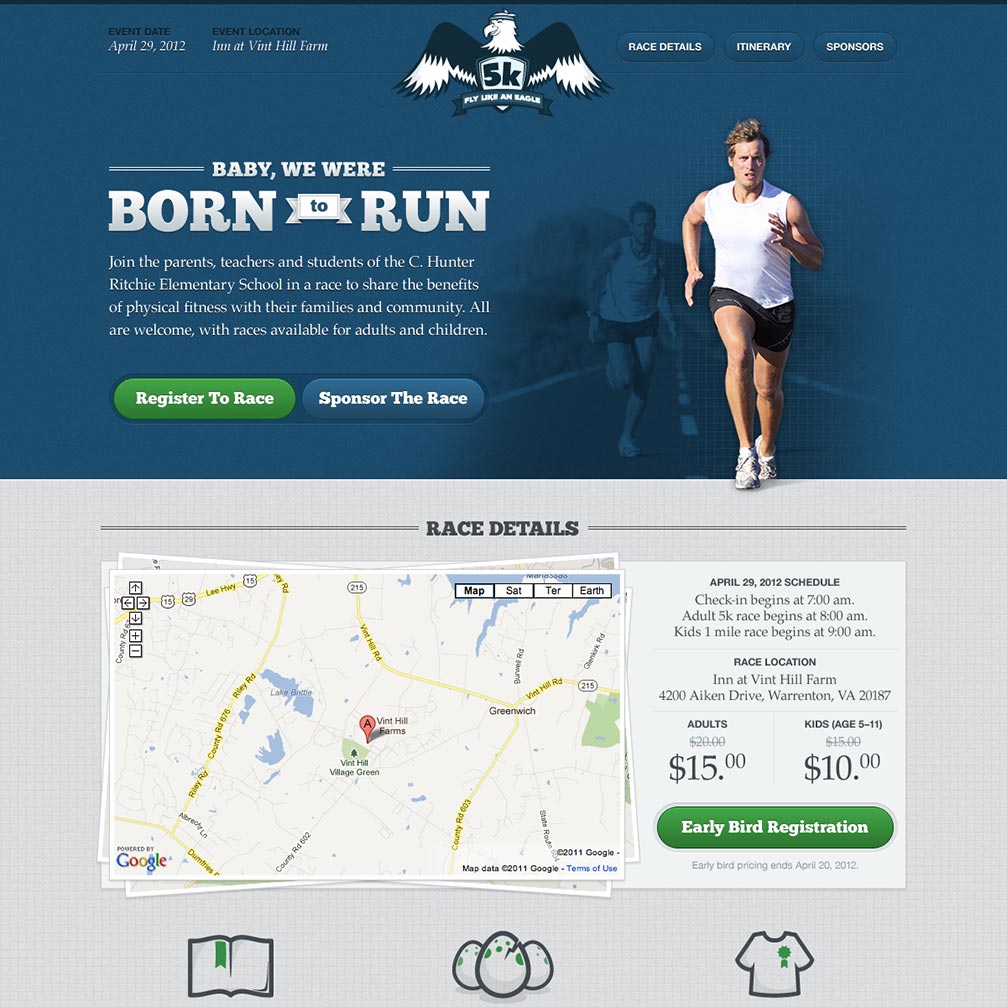 EVENT DATE
April 29, 2012
EVENT LOCATION
Inn at Vint Hill Farm
5k
FLY LIKE AN EAGLE
RACE DETAILS
ITINERARY
SPONSORS
BABY, WE WERE
BORN to RUN
Join the parents, teachers and students of the C. Hunter
Ritchie Elementary School in a race to share the benefits
of physical fitness with their families and community. All
are welcome, with races available for adults and children.
Register To Race
Sponsor The Race
RACE DETAILS
Map
Sat
Ter
Earth
15
29
15
Lee Hwy
215
Vint Hill Rd
Burwell Rd
Glenkirk Rd
Vint Hill Rd
215
Greenwich
Lake Brittle
Riley Rd
County Rd 676
Riley Rd
A
Vint Hill
Farms
Vint Hill
Village Green
Albrecht Ln
County Rd 602
County Rd 603
POWERED BY
Google
©2011 Google -
Map data ©2011 Google - Terms of Use
APRIL 29, 2012 SCHEDULE
Check-in begins at 7:00 am.
Adult 5k race begins at 8:00 am.
Kids 1 mile race begins at 9:00 am.
RACE LOCATION
Inn at Vint Hill Farm
4200 Aiken Drive, Warrenton, VA 20187
ADULTS
$20.00
$15.00
KIDS (AGE 5–11)
$15.00
$10.00
Early Bird Registration
Early bird pricing ends April 20, 2012.